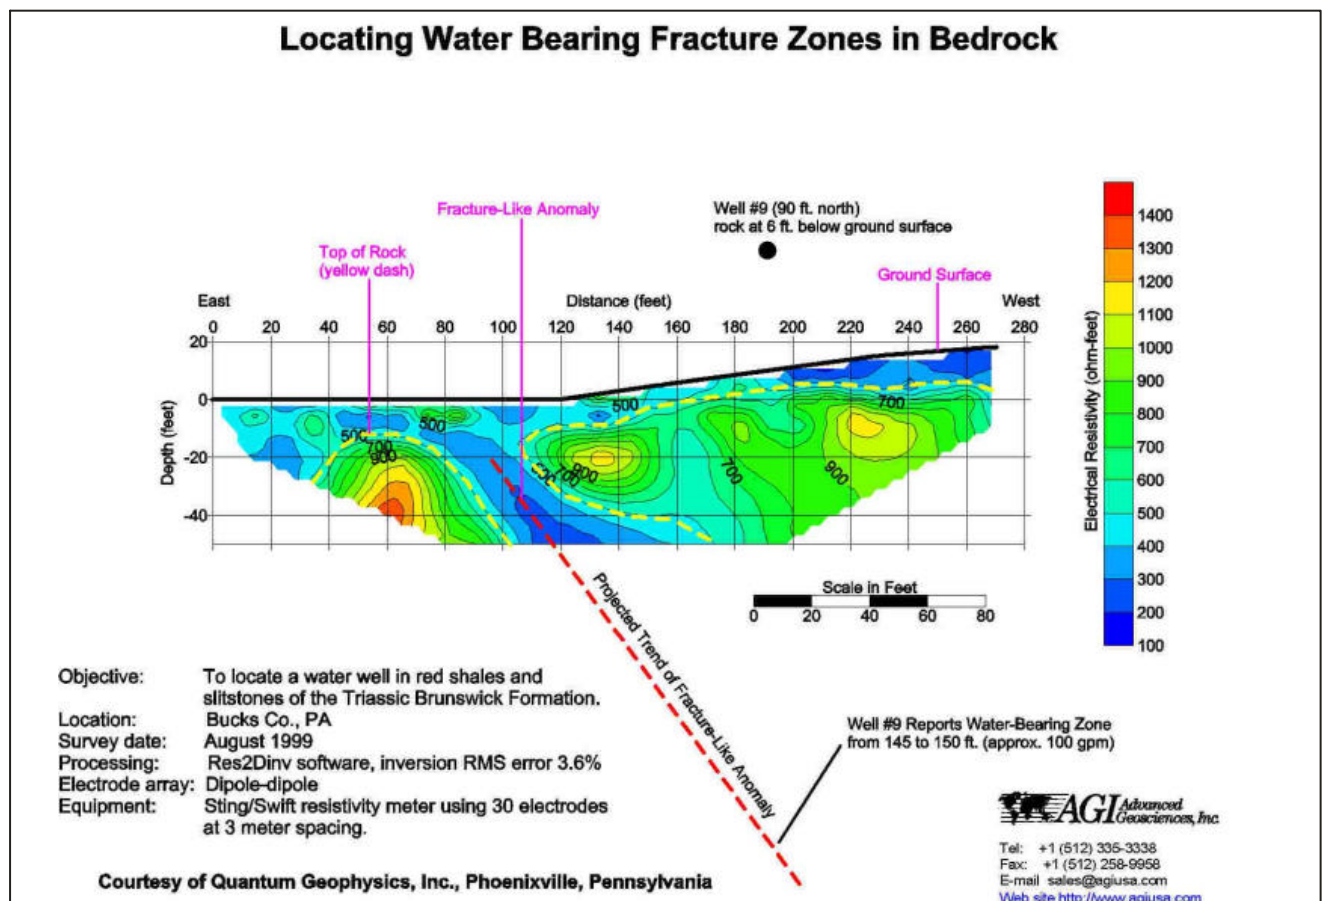 Locating Water Bearing Fracture Zones in Bedrock
Fracture-Like Anomaly
Well #9 (90 ft. north)
rock at 6 ft. below ground surface
Top of Rock
(yellow dash)
Ground Surface
East
Distance (feet)
West
0 20 40 60 80 100 120 140 160 180 200 220 240 260 280
20
0
-20
-40
Depth (feet)
500
700
900
500
500
700
900
500
700
700
900
1400
1300
1200
1100
1000
900
800
700
600
500
400
300
200
100
Electrical Resistivity (ohm-feet)
Scale in Feet
0 20 40 60 80
Projected Trend of Fracture-Like Anomaly
Well #9 Reports Water-Bearing Zone
from 145 to 150 ft. (approx. 100 gpm)
Objective: To locate a water well in red shales and
slitstones of the Triassic Brunswick Formation.
Location: Bucks Co., PA
Survey date: August 1999
Processing: Res2Dinv software, inversion RMS error 3.6%
Electrode array: Dipole-dipole
Equipment: Sting/Swift resistivity meter using 30 electrodes
at 3 meter spacing.
Courtesy of Quantum Geophysics, Inc., Phoenixville, Pennsylvania
AGI Advanced
Geosciences, Inc.
Tel: +1 (512) 335-3338
Fax: +1 (512) 258-9958
E-mail sales@agiusa.com
Web site http://www.agiusa.com